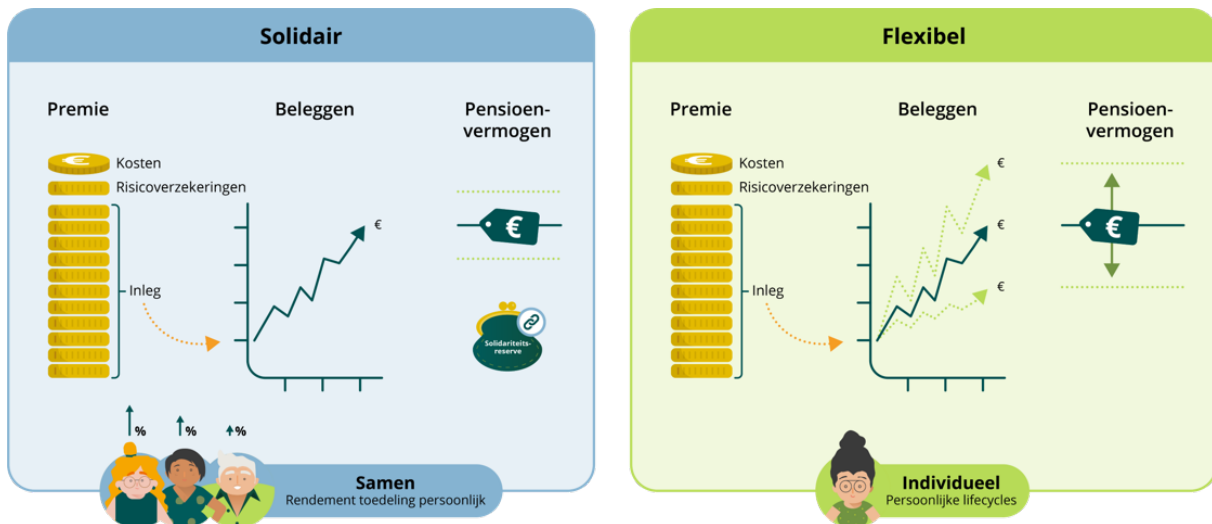 Solidair
Premie
Beleggen
Pensioen-
vermogen
€
Kosten
Risicoverzekeringen
Inleg
€
€
Solidariteits-
reserve
%
%
%
Samen
Rendement toedeling persoonlijk
Flexibel
Premie
Beleggen
Pensioen-
vermogen
€
Kosten
Risicoverzekeringen
Inleg
€
€
€
€
Individueel
Persoonlijke lifecycles